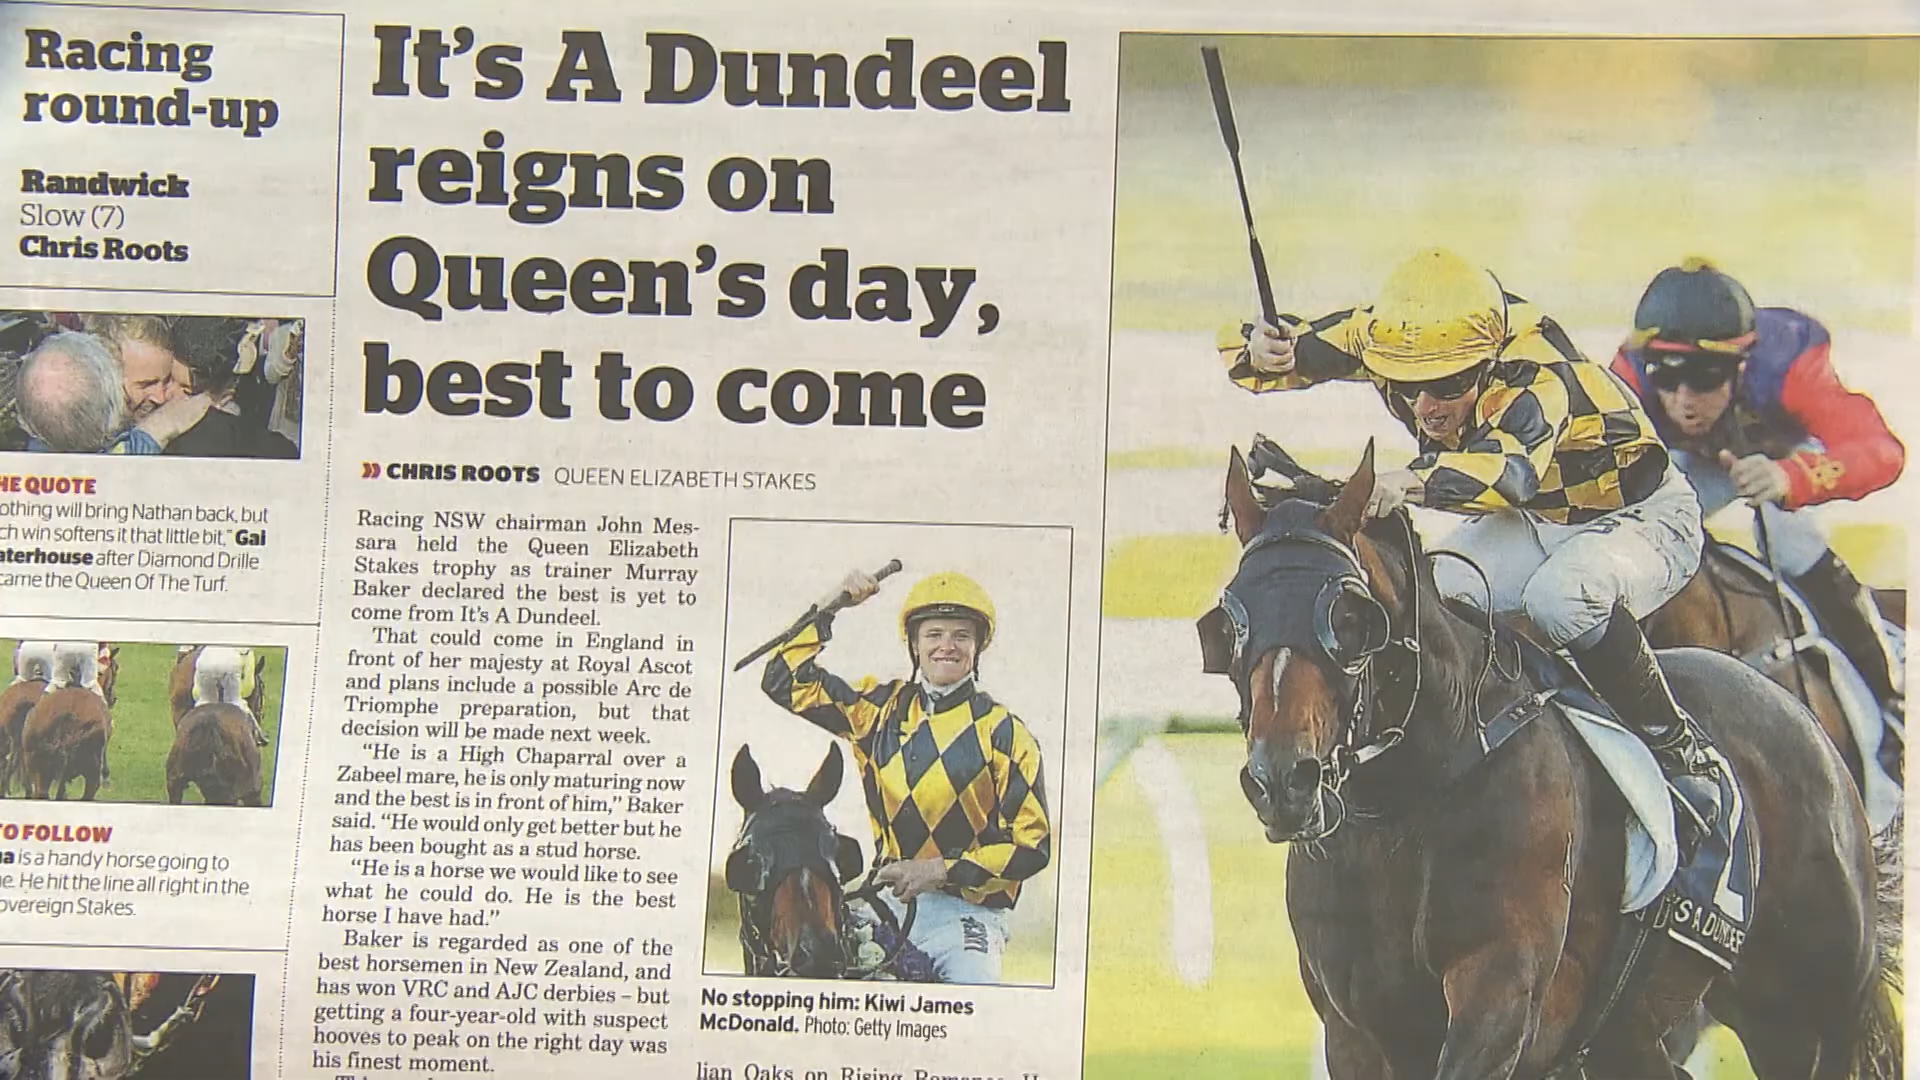 Racing
round-up
Randwick
Slow (7)
Chris Roots
HE QUOTE
othing will bring Nathan back, but
ch win softens it that little bit," Gai
aterhouse after Diamond Drille
came the Queen Of The Turf.
TO FOLLOW
a is a handy horse going to
e. He hit the line all right in the
overeign Stakes.
It's A Dundeel
reigns on
Queen's day,
best to come
» CHRIS ROOTS QUEEN ELIZABETH STAKES
Racing NSW chairman John Mes-
sara held the Queen Elizabeth
Stakes trophy as trainer Murray
Baker declared the best is yet to
come from It's A Dundeel.
That could come in England in
front of her majesty at Royal Ascot
and plans include a possible Arc de
Triomphe preparation, but that
decision will be made next week.
"He is a High Chaparral over a
Zabeel mare, he is only maturing now
and the best is in front of him," Baker
said. "He would only get better but he
has been bought as a stud horse.
"He is a horse we would like to see
what he could do. He is the best
horse I have had."
Baker is regarded as one of the
best horsemen in New Zealand, and
has won VRC and AJC derbies – but
getting a four-year-old with suspect
hooves to peak on the right day was
his finest moment.
No stopping him: Kiwi James
McDonald. Photo: Getty Images
lian Oaks on Rising Romance. H
'S A DUNDEE